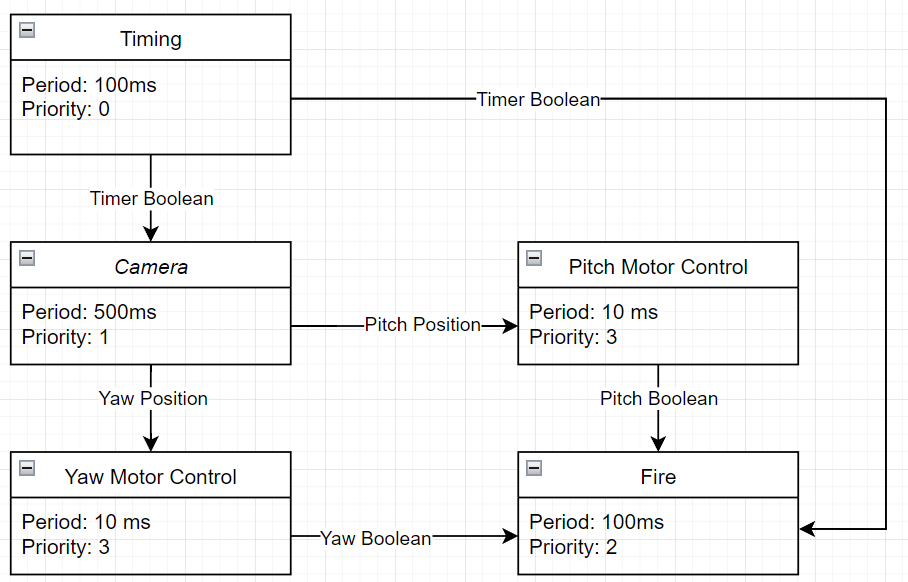 Timing
Period: 100ms
Priority: 0
Timer Boolean
Timer Boolean
Camera
Period: 500ms
Priority: 1
Pitch Position
Pitch Motor Control
Period: 10 ms
Priority: 3
Yaw Position
Pitch Boolean
Yaw Motor Control
Period: 10 ms
Priority: 3
Yaw Boolean
Fire
Period: 100ms
Priority: 2